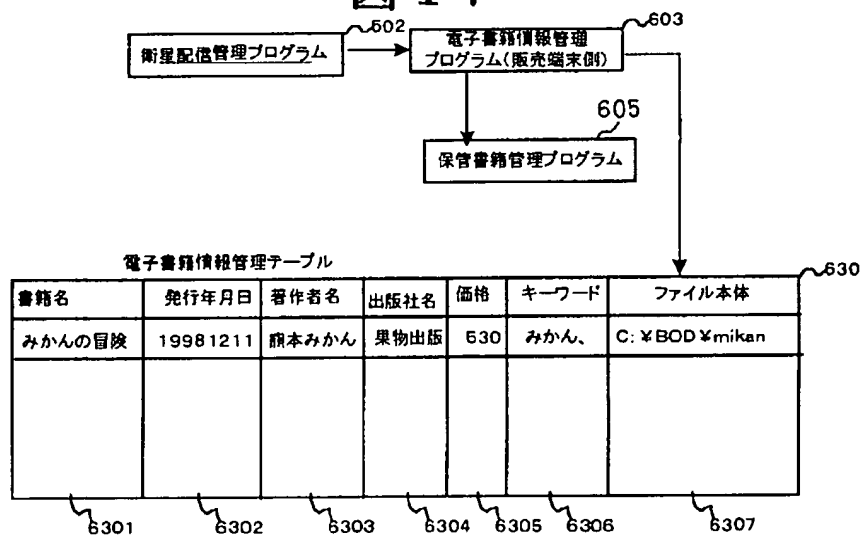 602
衛星配信管理プログラム
603
電子書籍情報管理
プログラム(販売端末側)
605
保管書籍管理プログラム
電子書籍情報管理テーブル
630
書籍名 発行年月日 著作者名 出版社名 価格 キーワード ファイル本体
みかんの冒険 19981211 熊本みかん 果物出版 530 みかん、 C:¥BOD¥mikan
6301 6302 6303 6304 6305 6306 6307